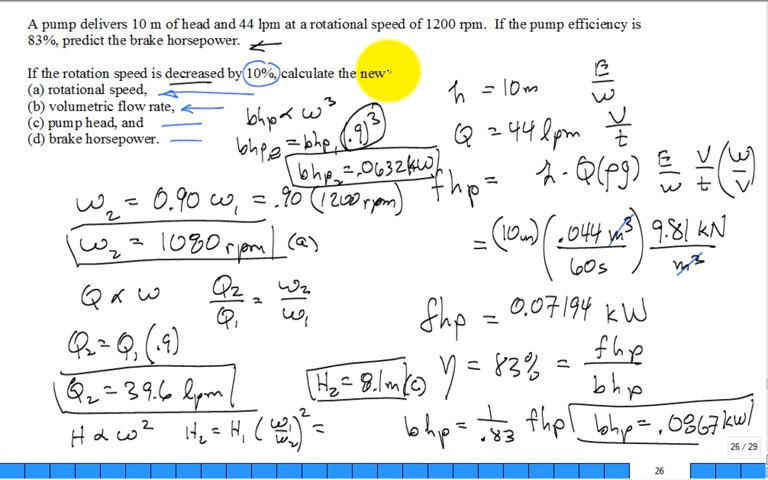 A pump delivers 10 m of head and 44 lpm at a rotational speed of 1200 rpm. If the pump efficiency is
83%, predict the brake horsepower.
If the rotation speed is decreased by 10%, calculate the new
(a) rotational speed,
(b) volumetric flow rate,
(c) pump head, and
(d) brake horsepower.
bhp ∝ ω³
bhp₂ = bhp₁ (.9)³
bhp₂ = .0632 kW
ω₂ = 0.90 ω₁ = .90 (1200 rpm)
ω₂ = 1080 rpm (a)
Q ∝ ω Q₂/Q₁ = ω₂/ω₁
Q₂ = Q₁ (.9)
Q₂ = 39.6 lpm
H₂ = 8.1m (c)
H ∝ ω² H₂ = H₁ (ω₁/ω₂)² =
h = 10m E/W
Q = 44 lpm V/t
fhp = h · Q(ρg) E/W V/t (W/V)
= (10m) (.044 m³/60s) 9.81 kN/m³
fhp = 0.07194 kW
η = 83% = fhp/bhp
bhp = 1/.83 fhp bhp = .0867 kW
26 / 29
26